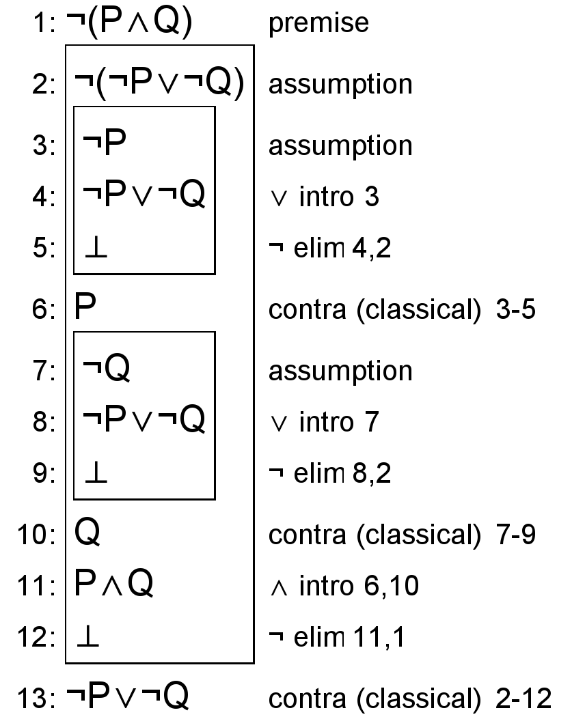 1: ¬(P∧Q) premise
2: ¬(¬P∨¬Q) assumption
3: ¬P assumption
4: ¬P∨¬Q ∨ intro 3
5: ⊥ ¬ elim 4,2
6: P contra (classical) 3-5
7: ¬Q assumption
8: ¬P∨¬Q ∨ intro 7
9: ⊥ ¬ elim 8,2
10: Q contra (classical) 7-9
11: P∧Q ∧ intro 6,10
12: ⊥ ¬ elim 11,1
13: ¬P∨¬Q contra (classical) 2-12